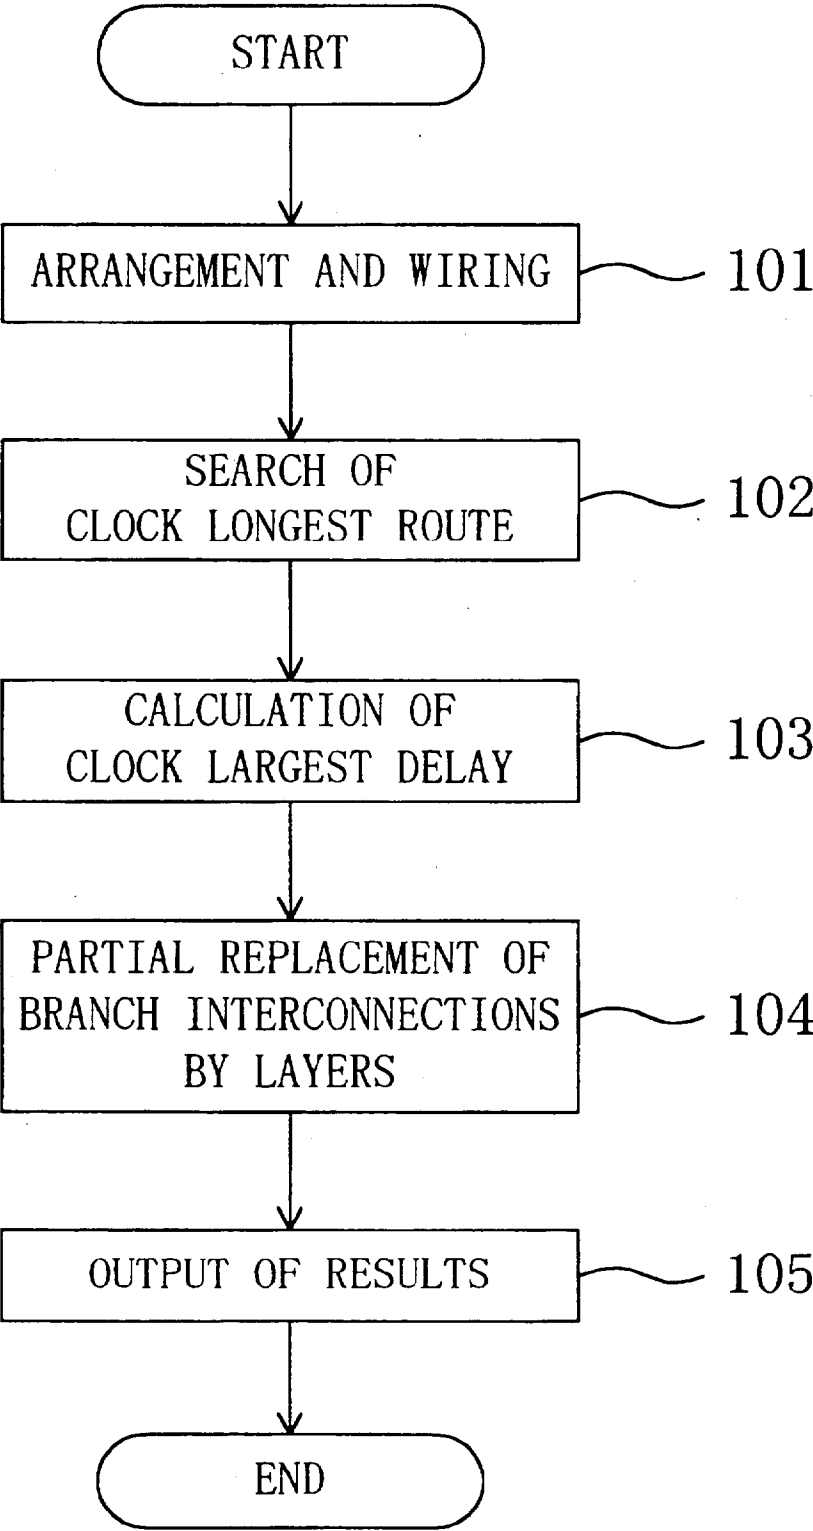 START
ARRANGEMENT AND WIRING
101
SEARCH OF
CLOCK LONGEST ROUTE
102
CALCULATION OF
CLOCK LARGEST DELAY
103
PARTIAL REPLACEMENT OF
BRANCH INTERCONNECTIONS
BY LAYERS
104
OUTPUT OF RESULTS
105
END